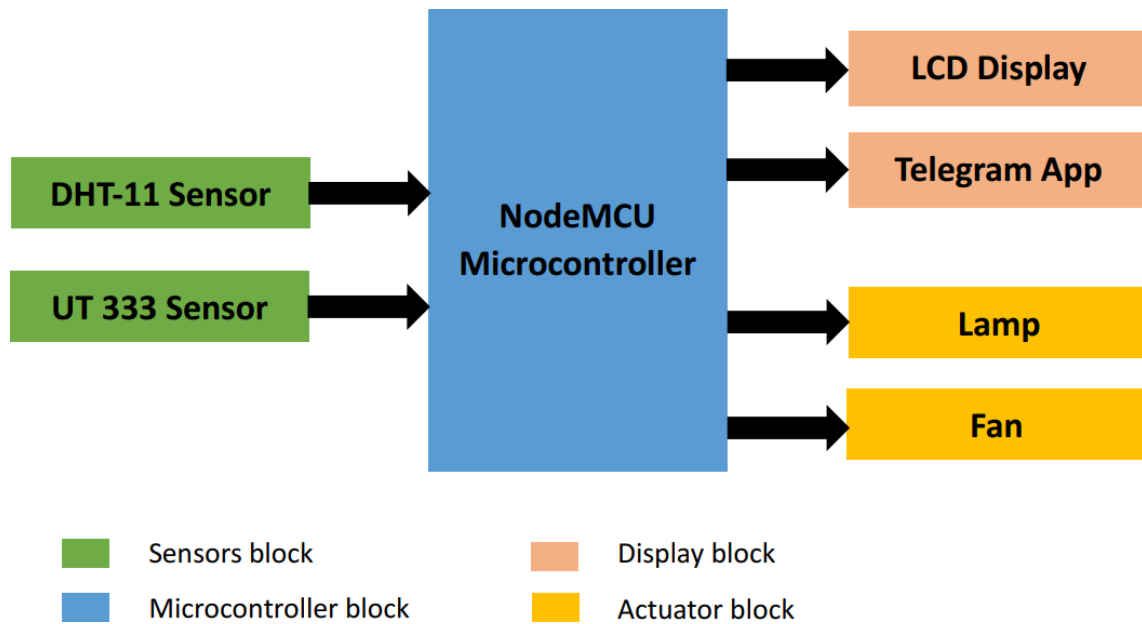 LCD Display
Telegram App
DHT-11 Sensor
UT 333 Sensor
NodeMCU
Microcontroller
Lamp
Fan
Sensors block
Display block
Microcontroller block
Actuator block